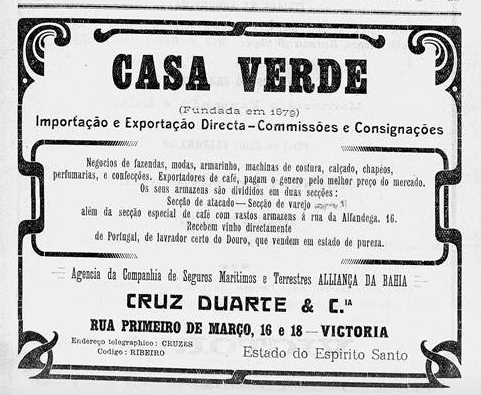 CASA VERDE
(Fundada em 1879)
Importação e Exportação Directa—Commissões e Consignações
Negocios de fazendas, modas, armarinho, machinas de costura, calçado, chapéos,
perfumarias, e confecções. Exportadores de café, pagam o genero pelo melhor preço do mercado.
Os seus armazens são divididos em duas secções:
Secção de atacado—Secção de varejo
além da secção especial de café com vastos armazens á rua da Alfandega, 16.
Recebem vinho directamente
de Portugal, de lavrador certo do Douro, que vendem em estado de pureza.
Agencia da Companhia de Seguros Maritimos e Terrestres ALLIANÇA DA BAHIA
CRUZ DUARTE & C.IA
RUA PRIMEIRO DE MARÇO, 16 e 18—VICTORIA
Endereço telegraphico: CRUZES
Codigo: RIBEIRO
Estado do Espirito Santo